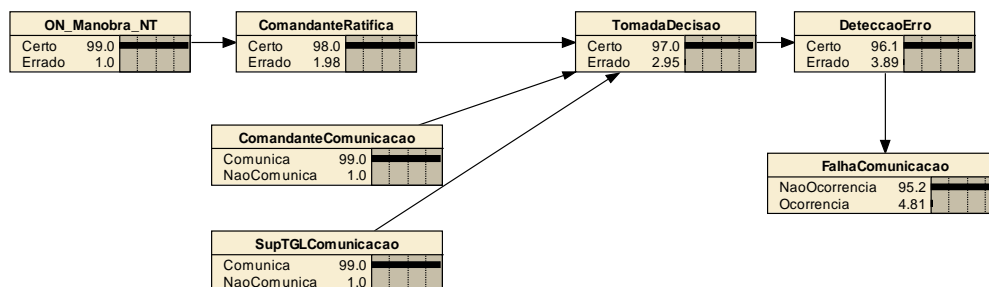 ON_Manobra_NT
Certo 99.0
Errado 1.0
ComandanteRatifica
Certo 98.0
Errado 1.98
TomadaDecisao
Certo 97.0
Errado 2.95
DeteccaoErro
Certo 96.1
Errado 3.89
ComandanteComunicacao
Comunica 99.0
NaoComunica 1.0
FalhaComunicacao
NaoOcorrencia 95.2
Ocorrencia 4.81
SupTGLComunicacao
Comunica 99.0
NaoComunica 1.0